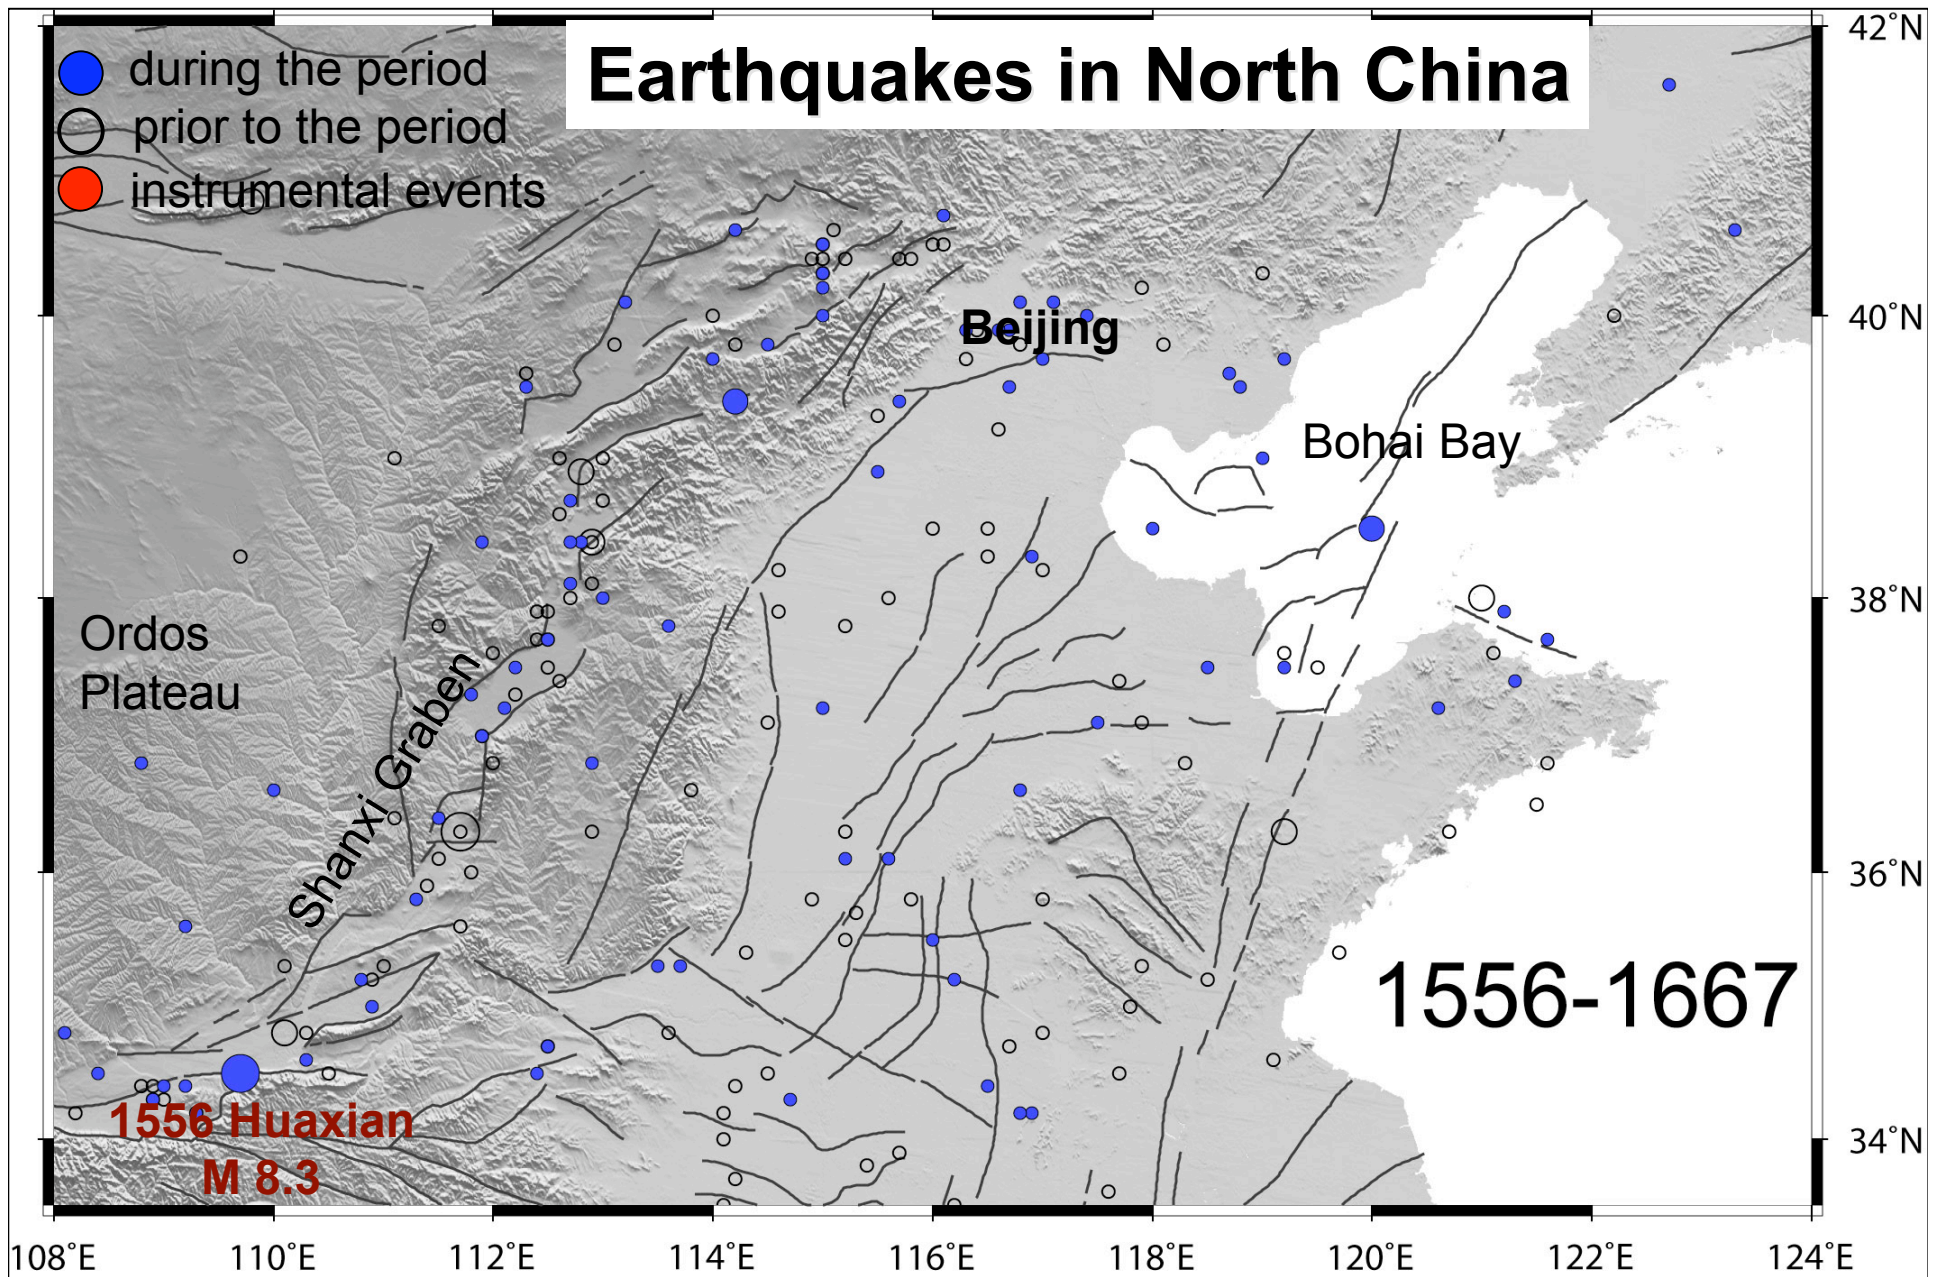 Earthquakes in North China
during the period
prior to the period
instrumental events
Beijing
Bohai Bay
Ordos
Plateau
Shanxi Graben
1556-1667
1556 Huaxian
M 8.3
42°N
40°N
38°N
36°N
34°N
108°E 110°E 112°E 114°E 116°E 118°E 120°E 122°E 124°E